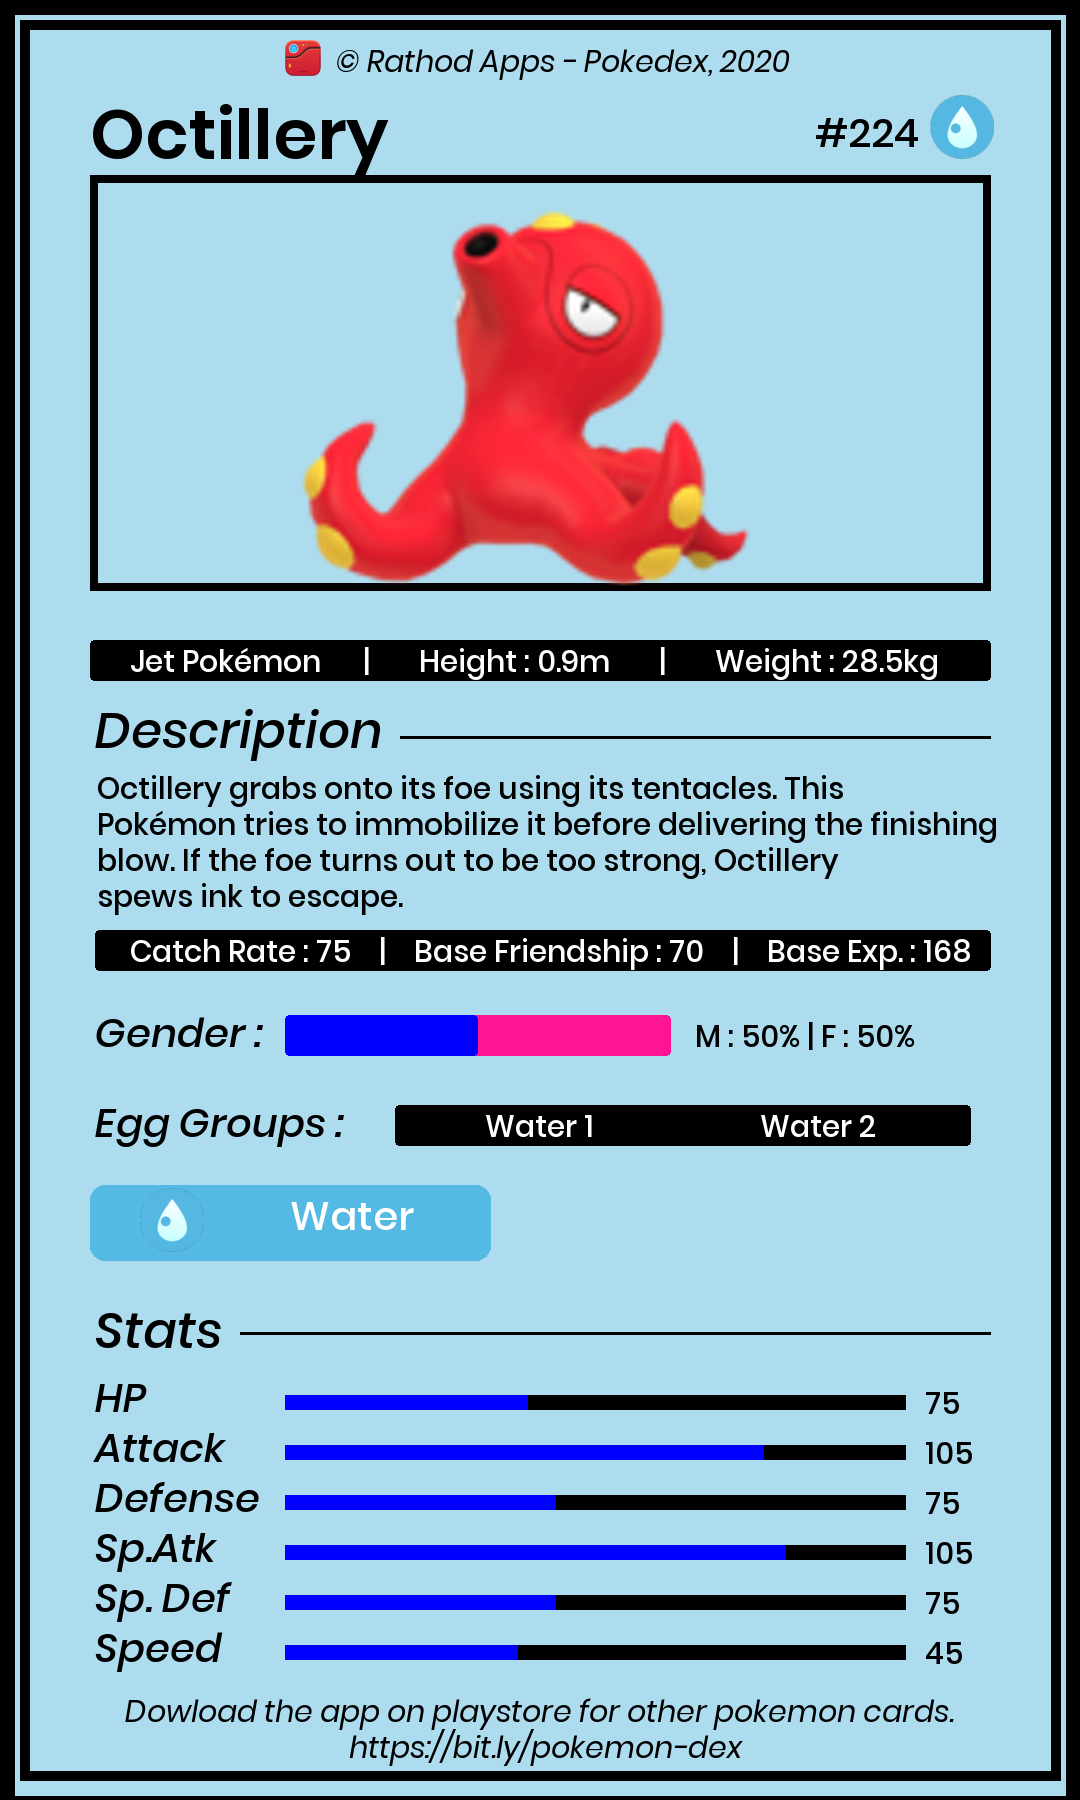 © Rathod Apps - Pokedex, 2020
Octillery
#224
Jet Pokémon | Height : 0.9m | Weight : 28.5kg
Description
Octillery grabs onto its foe using its tentacles. This
Pokémon tries to immobilize it before delivering the finishing
blow. If the foe turns out to be too strong, Octillery
spews ink to escape.
Catch Rate : 75 | Base Friendship : 70 | Base Exp. : 168
Gender : M : 50% | F : 50%
Egg Groups : Water 1 Water 2
Water
Stats
HP 75
Attack 105
Defense 75
Sp.Atk 105
Sp. Def 75
Speed 45
Dowload the app on playstore for other pokemon cards.
https://bit.ly/pokemon-dex